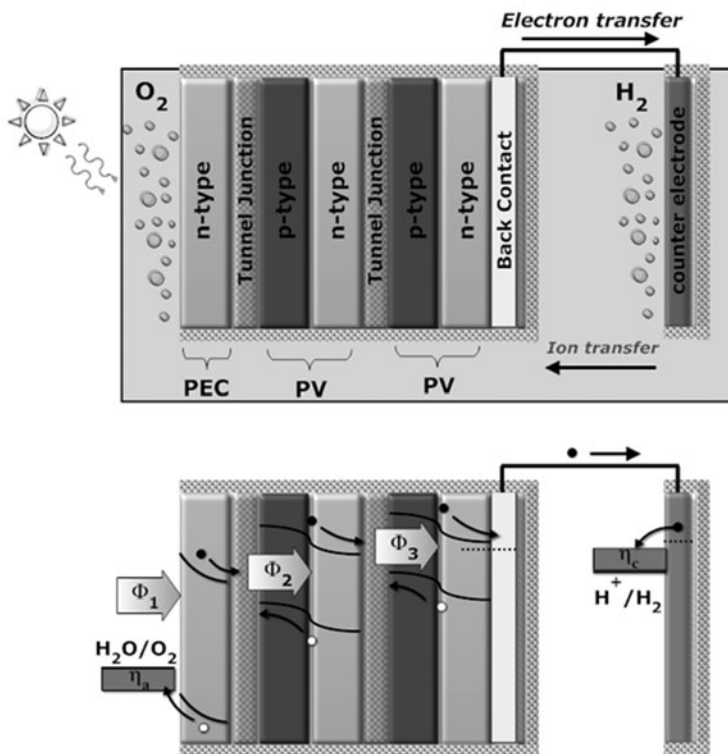 Electron transfer
O2
H2
n-type
Tunnel Junction
p-type
n-type
Tunnel Junction
p-type
n-type
Back Contact
counter electrode
Ion transfer
PEC
PV
PV
Φ1
Φ2
Φ3
H2O/O2
ηa
ηc
H+/H2